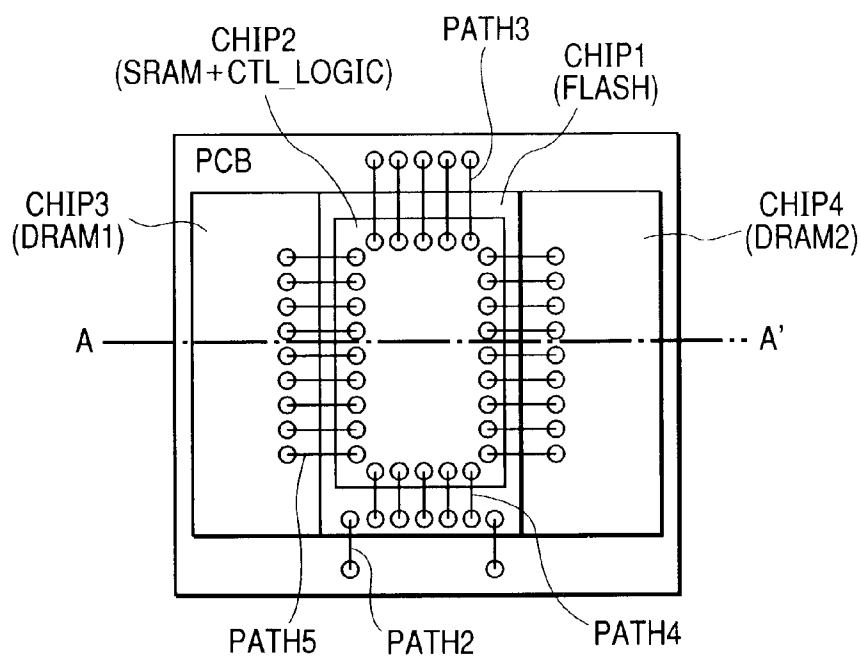 PATH3
CHIP2
(SRAM+CTL_LOGIC)
CHIP1
(FLASH)
PCB
CHIP3
(DRAM1)
CHIP4
(DRAM2)
A
A'
PATH5
PATH2
PATH4